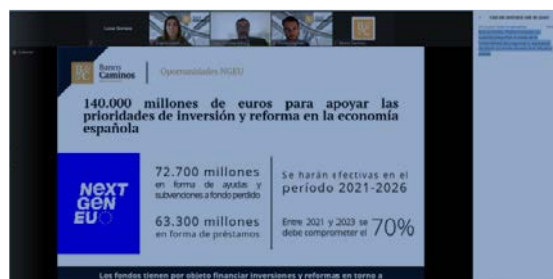 Banco
Caminos
Oportunidades NGEU
140.000 millones de euros para apoyar las
prioridades de inversión y reforma en la economía
española
NEXT
GEN
EU
72.700 millones
en forma de ayudas y
subvenciones a fondo perdido
63.300 millones
en forma de préstamos
Se harán efectivas en el
período 2021-2026
Entre 2021 y 2023 se
debe comprometer el 70%
Los fondos tienen por objeto financiar inversiones y reformas en torno a